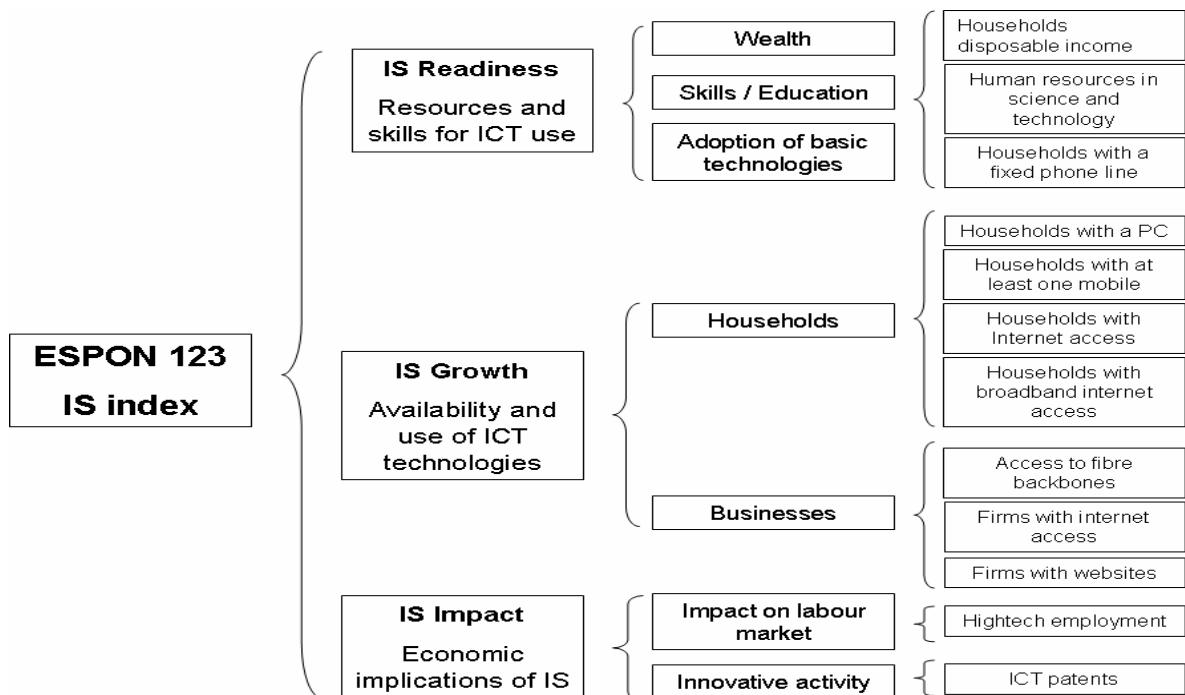 ESPON 123
IS index
IS Readiness
Resources and
skills for ICT use
Wealth
Skills / Education
Adoption of basic
technologies
Households
disposable income
Human resources in
science and
technology
Households with a
fixed phone line
IS Growth
Availability and
use of ICT
technologies
Households
Households with a PC
Households with at
least one mobile
Households with
Internet access
Households with
broadband internet
access
Businesses
Access to fibre
backbones
Firms with internet
access
Firms with websites
IS Impact
Economic
implications of IS
Impact on labour
market
Hightech employment
Innovative activity
ICT patents